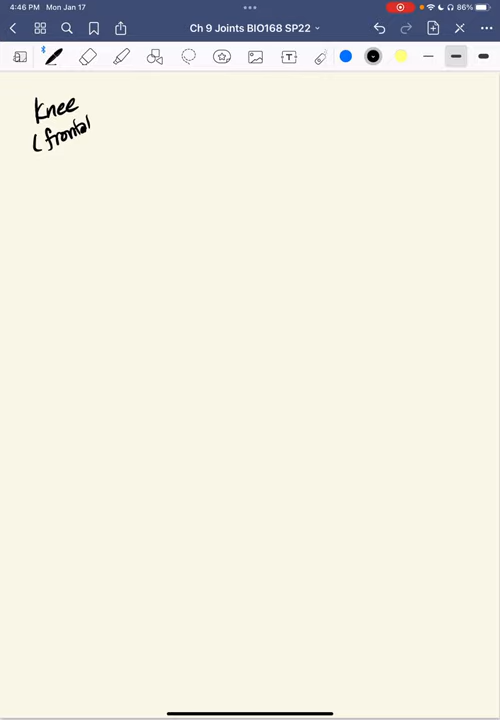 4:46 PM Mon Jan 17 86%
Ch 9 Joints BIO168 SP22
T
Knee
(frontal